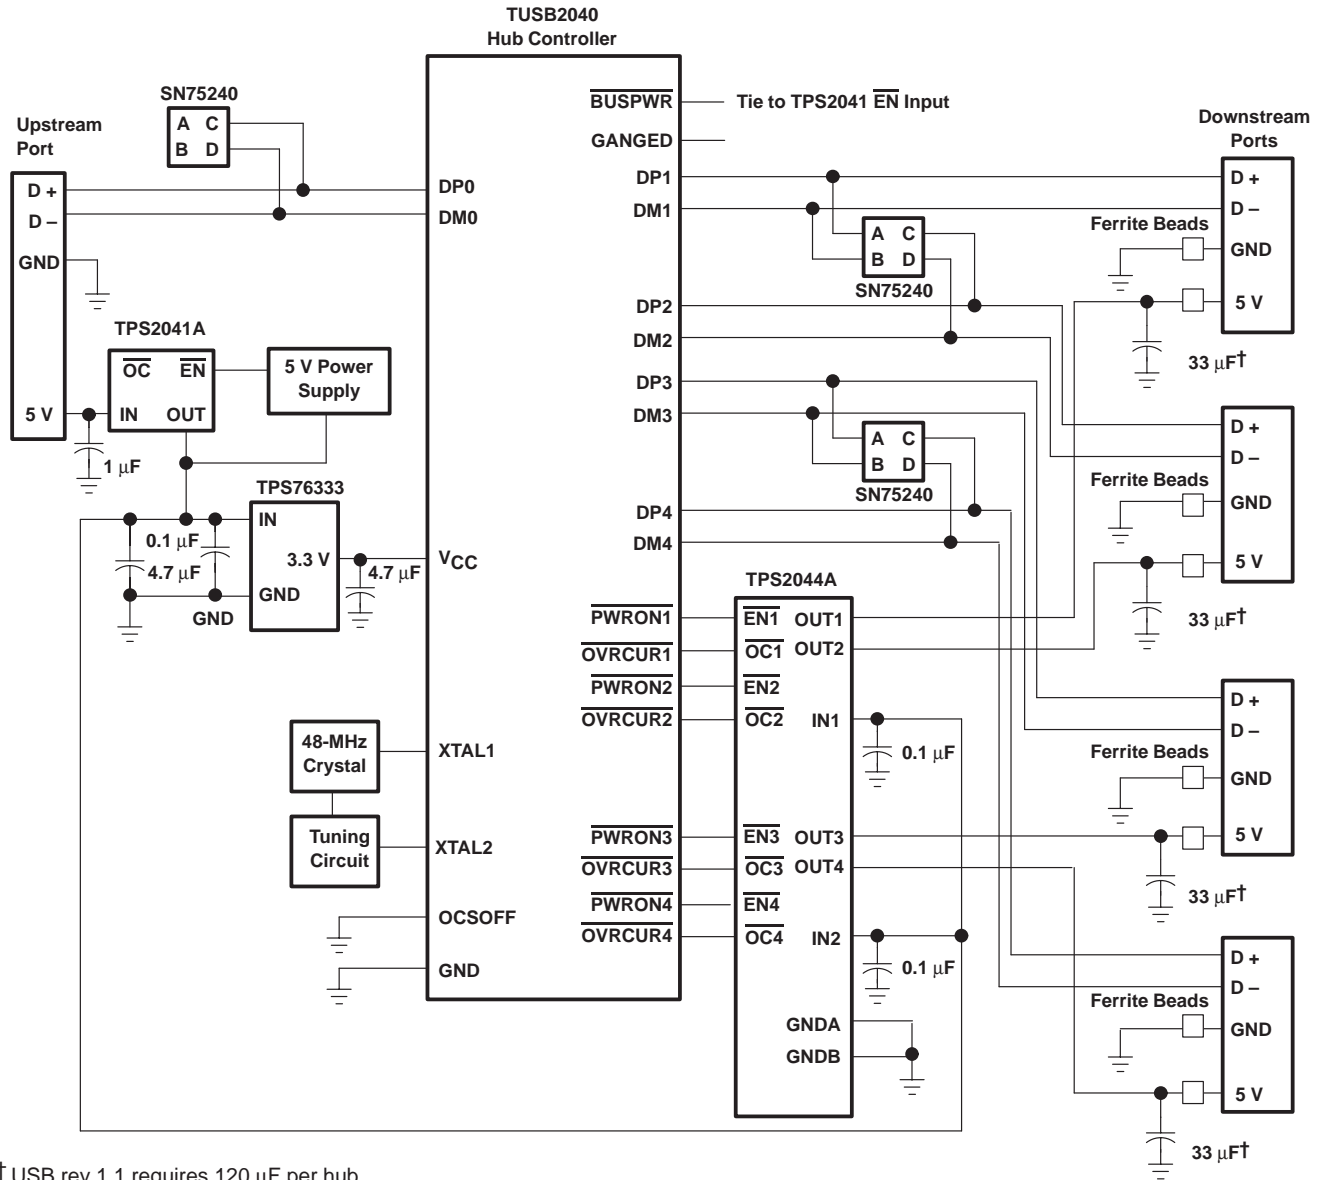 TUSB2040
Hub Controller
SN75240
A C
B D
Upstream
Port
D +
D –
GND
5 V
BUSPWR
Tie to TPS2041 EN Input
GANGED
DP0
DM0
DP1
DM1
SN75240
A C
B D
DP2
DM2
DP3
DM3
SN75240
A C
B D
DP4
DM4
Downstream
Ports
D +
D –
Ferrite Beads
GND
5 V
33 µF†
D +
D –
Ferrite Beads
GND
5 V
33 µF†
D +
D –
Ferrite Beads
GND
5 V
33 µF†
D +
D –
Ferrite Beads
GND
5 V
33 µF†
TPS2041A
OC EN
IN OUT
5 V Power
Supply
1 µF
TPS76333
IN
3.3 V
GND
0.1 µF
4.7 µF
GND
4.7 µF
VCC
48-MHz
Crystal
XTAL1
Tuning
Circuit
XTAL2
OCSOFF
GND
PWRON1
OVRCUR1
PWRON2
OVRCUR2
PWRON3
OVRCUR3
PWRON4
OVRCUR4
TPS2044A
EN1 OUT1
OC1 OUT2
EN2
OC2 IN1
0.1 µF
EN3 OUT3
OC3 OUT4
EN4
OC4 IN2
0.1 µF
GNDA
GNDB
† USB rev 1.1 requires 120 µF per hub